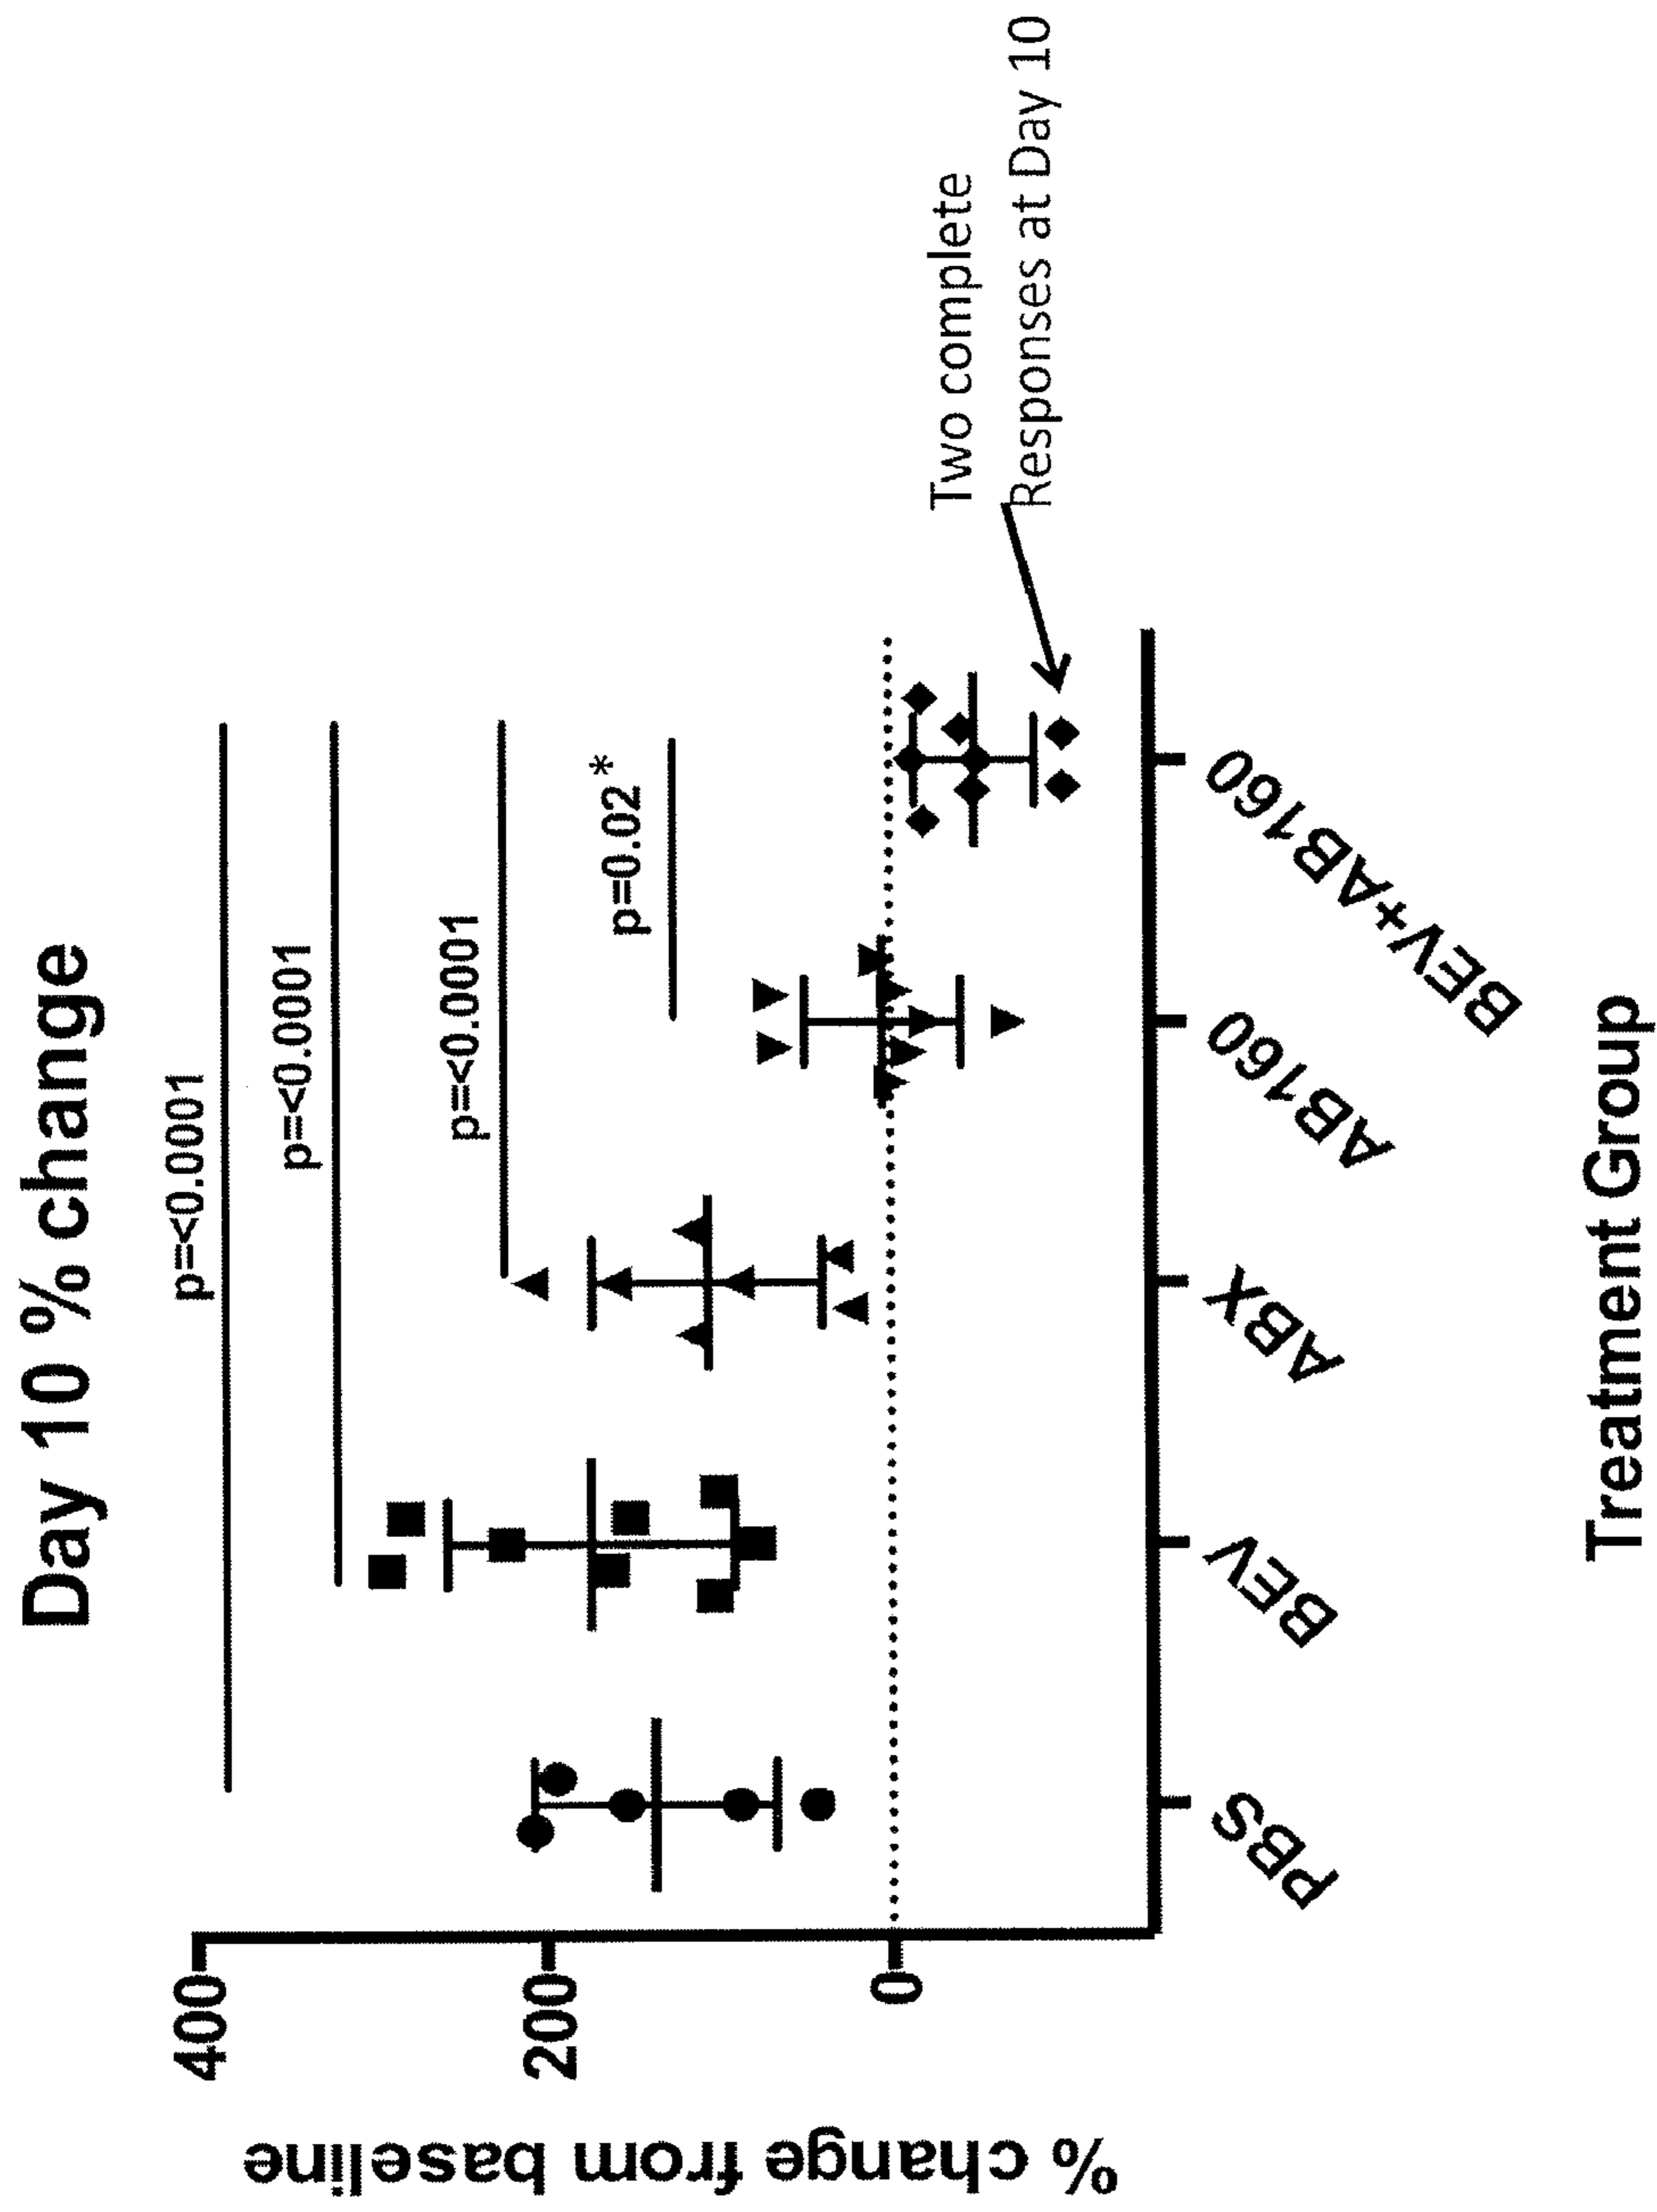 Day 10 % change
p=<0.0001
p=<0.0001
p=<0.0001
p=0.02*
400
200
0
% change from baseline
Two complete
Responses at Day 10
PBS
BEV
ABX
AB160
BEV+AB160
Treatment Group